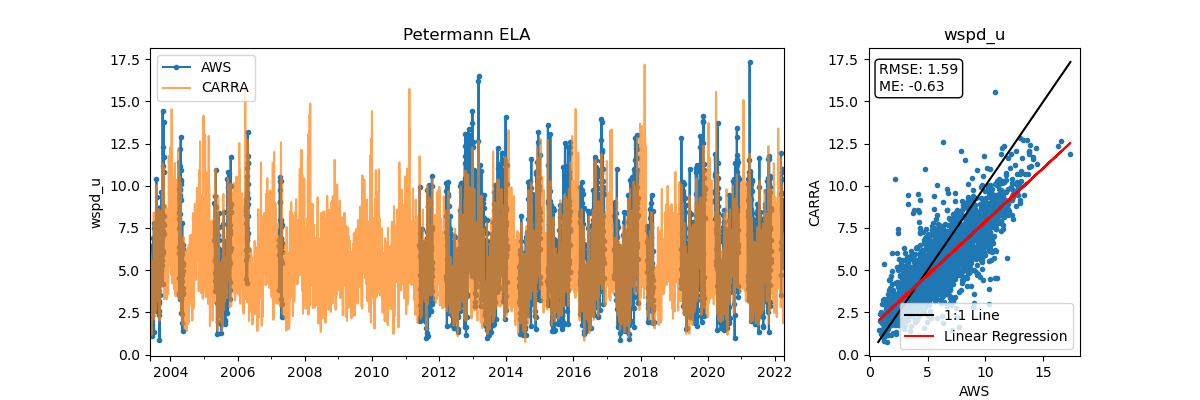 Petermann ELA
wspd_u
17.5
15.0
12.5
10.0
7.5
5.0
2.5
0.0
wspd_u
AWS
CARRA
2004
2006
2008
2010
2012
2014
2016
2018
2020
2022
17.5
15.0
12.5
10.0
7.5
5.0
2.5
0.0
CARRA
RMSE: 1.59
ME: -0.63
1:1 Line
Linear Regression
0
5
10
15
AWS